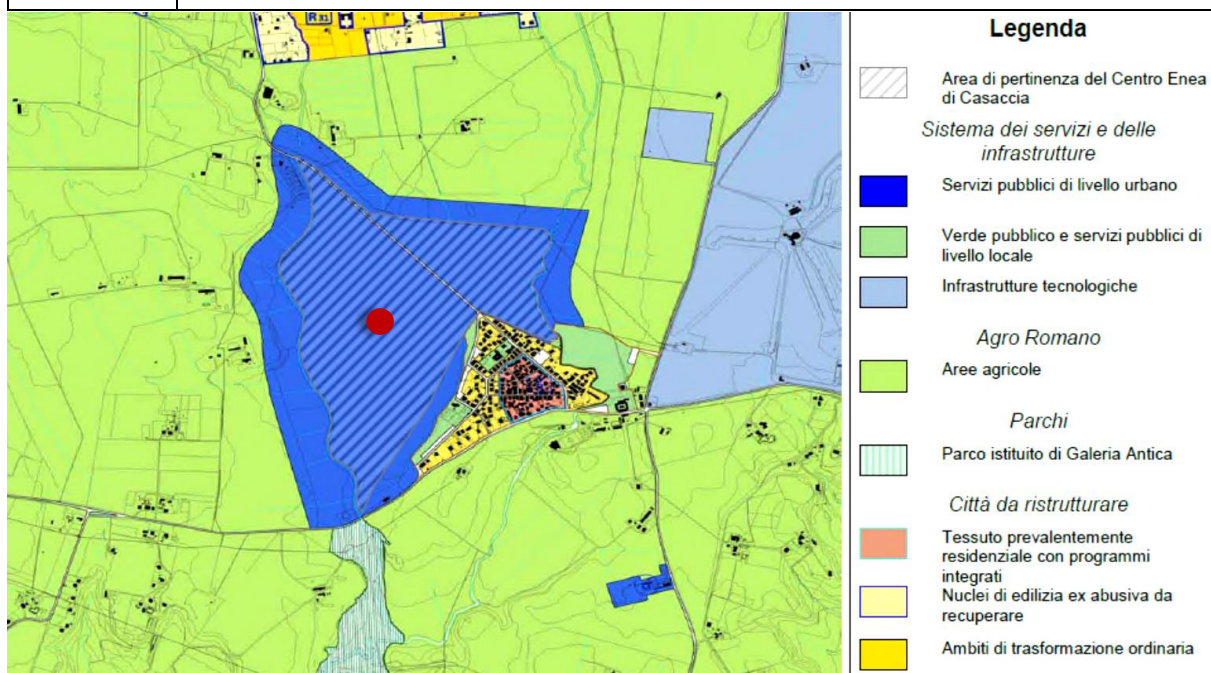 R 81
Legenda
Area di pertinenza del Centro Enea
di Casaccia
Sistema dei servizi e delle
infrastrutture
Servizi pubblici di livello urbano
Verde pubblico e servizi pubblici di
livello locale
Infrastrutture tecnologiche
Agro Romano
Aree agricole
Parchi
Parco istituito di Galeria Antica
Città da ristrutturare
Tessuto prevalentemente
residenziale con programmi
integrati
Nuclei di edilizia ex abusiva da
recuperare
Ambiti di trasformazione ordinaria